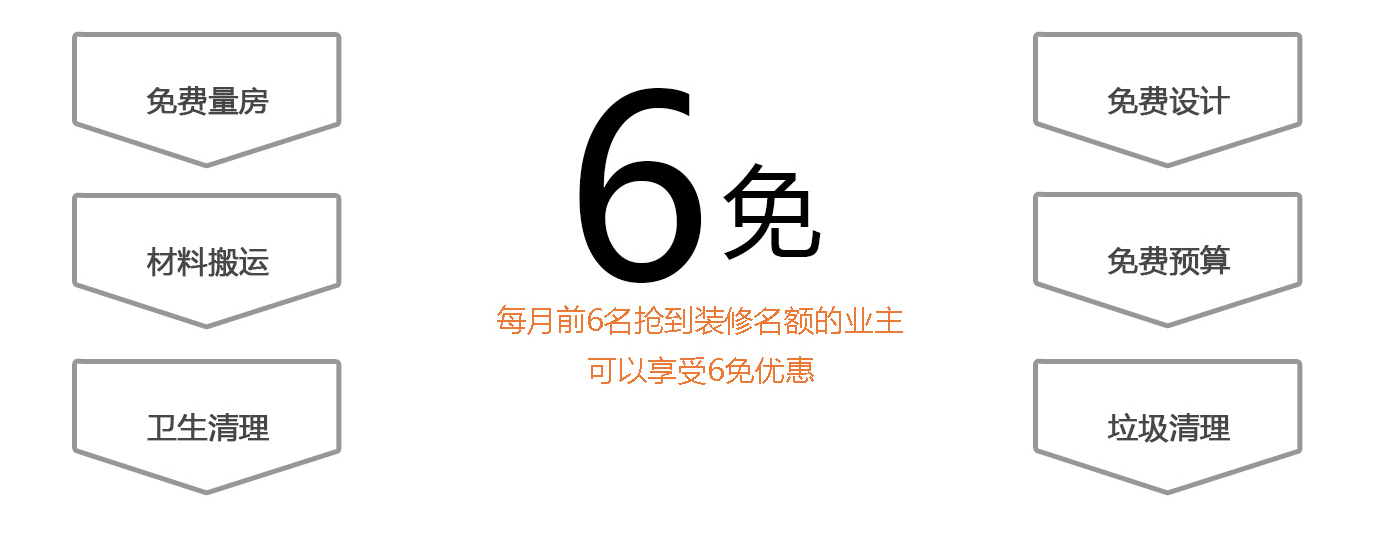 免费量房
材料搬运
卫生清理
6免
每月前6名抢到装修名额的业主
可以享受6免优惠
免费设计
免费预算
垃圾清理